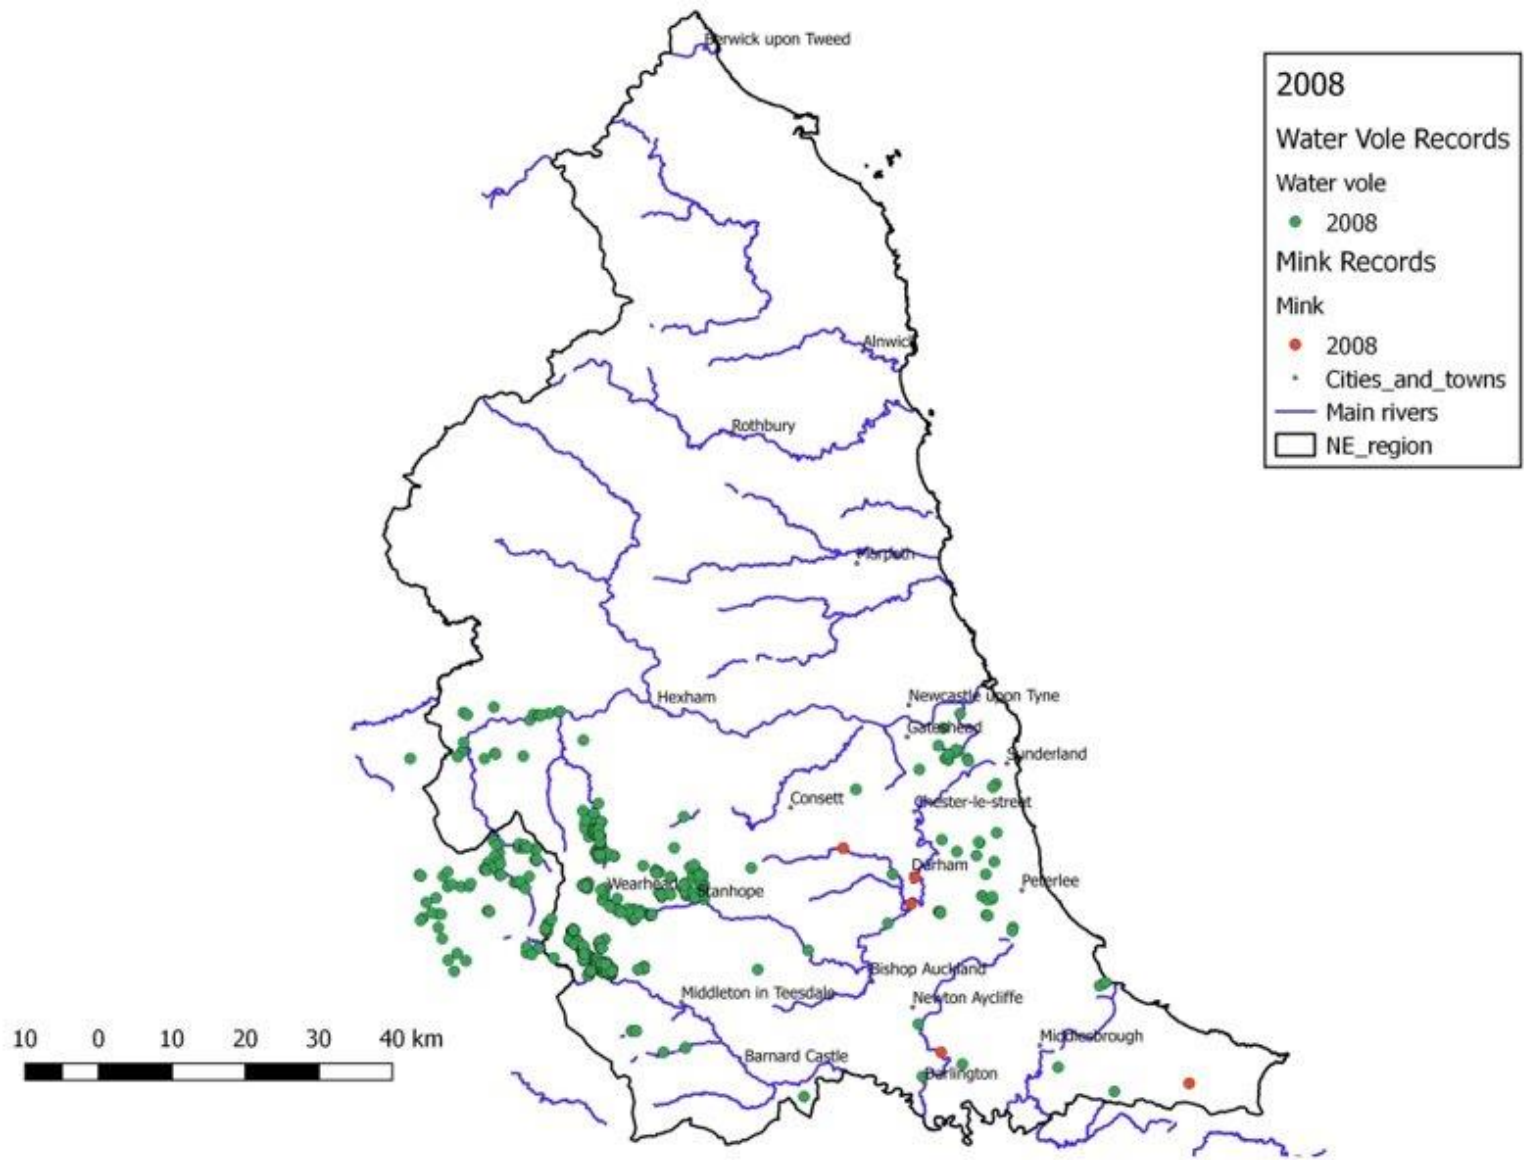 Berwick upon Tweed
2008
Water Vole Records
Water vole
2008
Mink Records
Mink
2008
Cities_and_towns
Main rivers
NE_region
Alnwick
Rothbury
Morpeth
Hexham
Newcastle upon Tyne
Gateshead
Sunderland
Consett
Chester-le-street
Durham
Wearhead
Stanhope
Peterlee
Bishop Auckland
Middleton in Teesdale
Newton Aycliffe
10 0 10 20 30 40 km
Middlesbrough
Barnard Castle
Darlington